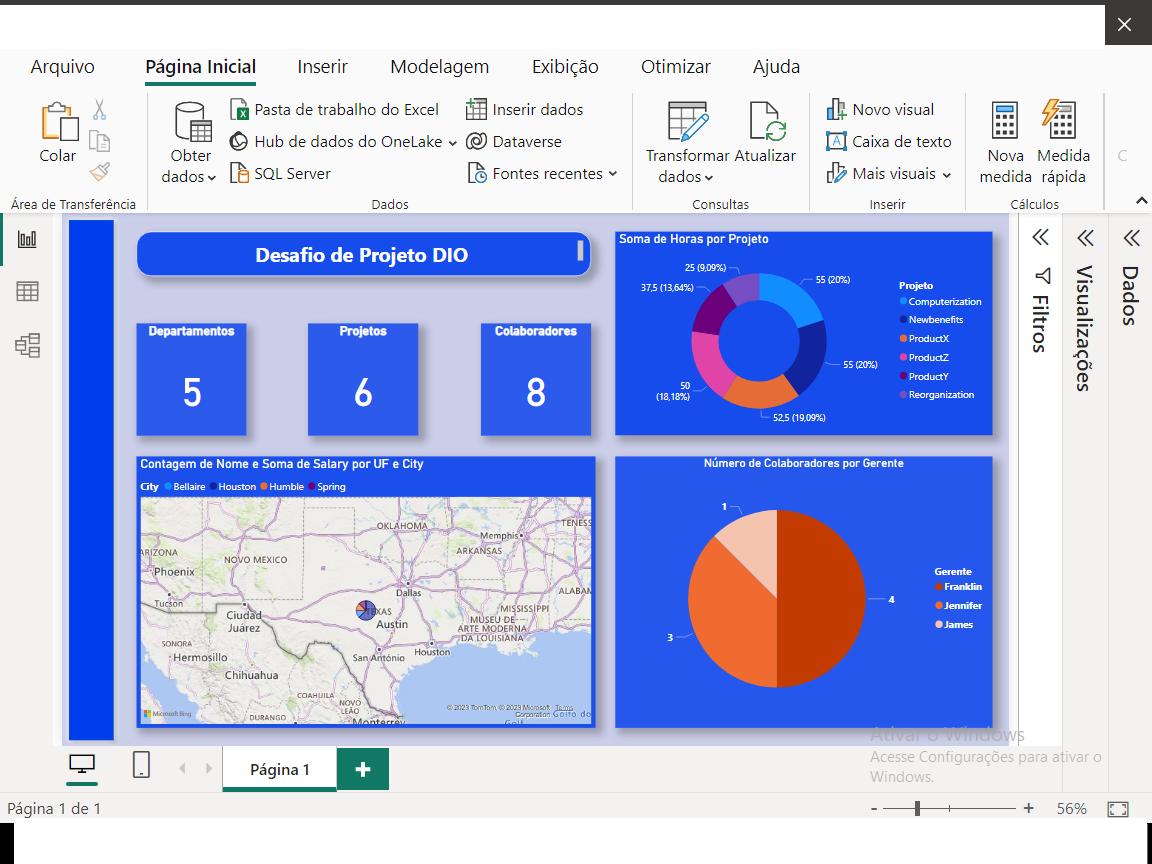 Arquivo
Página Inicial
Inserir
Modelagem
Exibição
Otimizar
Ajuda
Colar
Área de Transferência
Obter
dados
Pasta de trabalho do Excel
Hub de dados do OneLake
SQL Server
Inserir dados
Dataverse
Fontes recentes
Dados
Transformar
dados
Atualizar
Consultas
Novo visual
Caixa de texto
Mais visuais
Inserir
Nova
medida
Medida
rápida
Cálculos
C
Desafio de Projeto DIO
Departamentos
5
Projetos
6
Colaboradores
8
Soma de Horas por Projeto
25 (9,09%)
55 (20%)
37,5 (13,64%)
55 (20%)
50
(18,18%)
52,5 (19,09%)
Projeto
Computerization
Newbenefits
ProductX
ProductZ
ProductY
Reorganization
Contagem de Nome e Soma de Salary por UF e City
City Bellaire Houston Humble Spring
OKLAHOMA
TENESS
Memphis
ARKANSAS
ARIZONA
NOVO MEXICO
Phoenix
Tucson
Dallas
ALABAM
MISSISSIPPI
TEXAS
Ciudad
Juárez
Austin
MUSEU DE
ARTE MODERNA
DA LOUISIANA
SONORA
Hermosillo
San Antonio
Houston
Chihuahua
COAHUILA
NOVO
LEÃO
DURANGO
Monterrey
Golfo do
Golf
Microsoft Bing
© 2023 TomTom, © 2023 Microsoft Corporation Terms
Número de Colaboradores por Gerente
1
4
3
Gerente
Franklin
Jennifer
James
Filtros
Visualizações
Dados
Ativar o Windows
Acesse Configurações para ativar o
Windows.
Página 1
+
Página 1 de 1
- + 56%